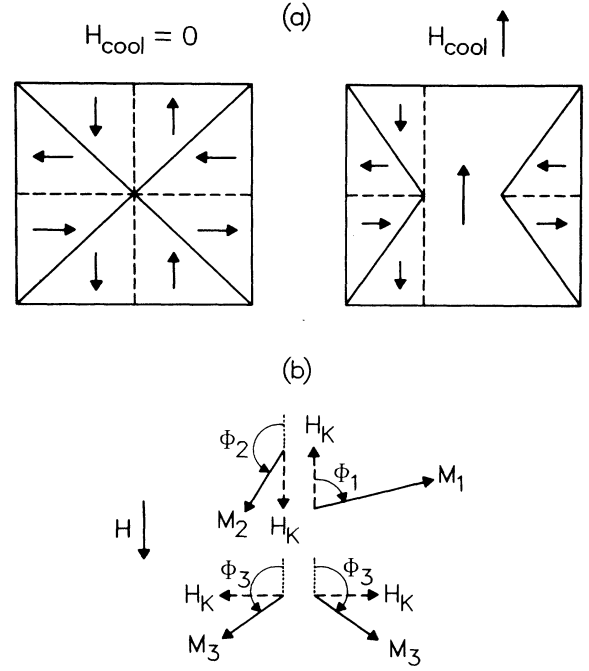 (a)
H_cool = 0
H_cool
(b)
Φ_2
H_K
Φ_1
M_1
M_2
H_K
H
Φ_3
Φ_3
H_K
H_K
M_3
M_3